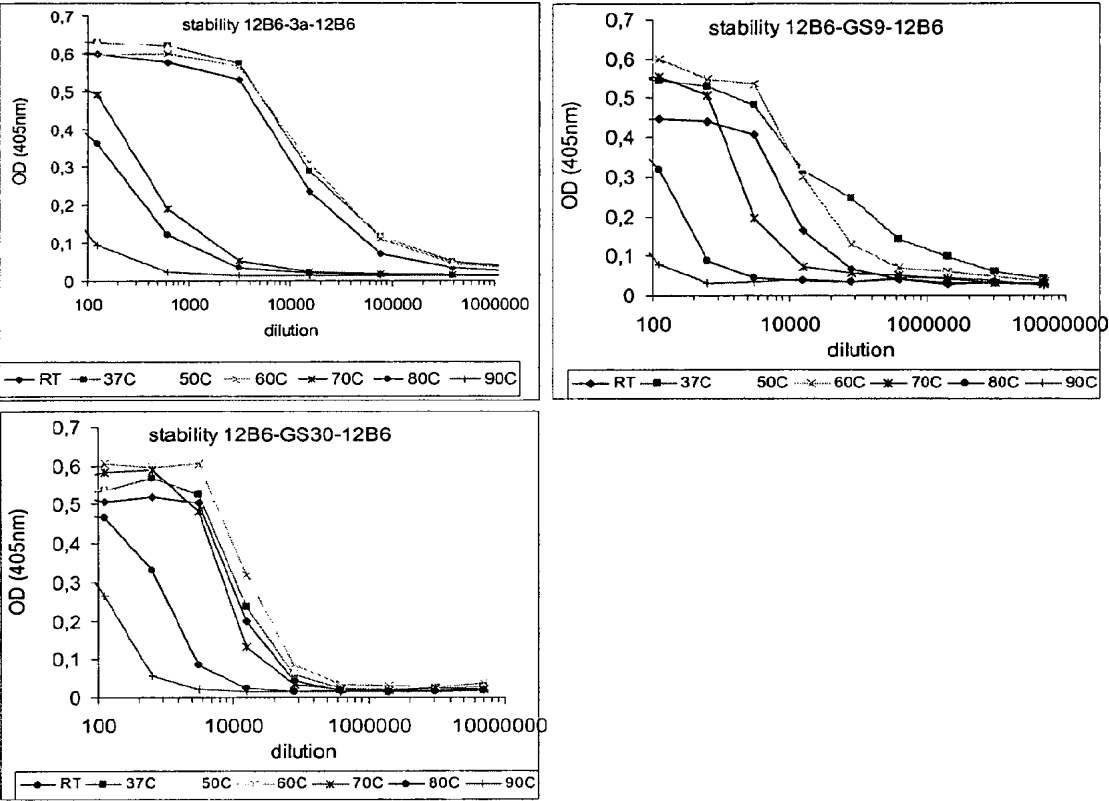 stability 12B6-3a-12B6
0,7
0,6
0,5
0,4
0,3
0,2
0,1
0
OD (405nm)
100 1000 10000 100000 1000000
dilution
RT 37C 50C 60C 70C 80C 90C
stability 12B6-GS9-12B6
0,7
0,6
0,5
0,4
0,3
0,2
0,1
0
OD (405nm)
100 10000 1000000 100000000
dilution
RT 37C 50C 60C 70C 80C 90C
stability 12B6-GS30-12B6
0,7
0,6
0,5
0,4
0,3
0,2
0,1
0
OD (405nm)
100 10000 1000000 100000000
dilution
RT 37C 50C 60C 70C 80C 90C